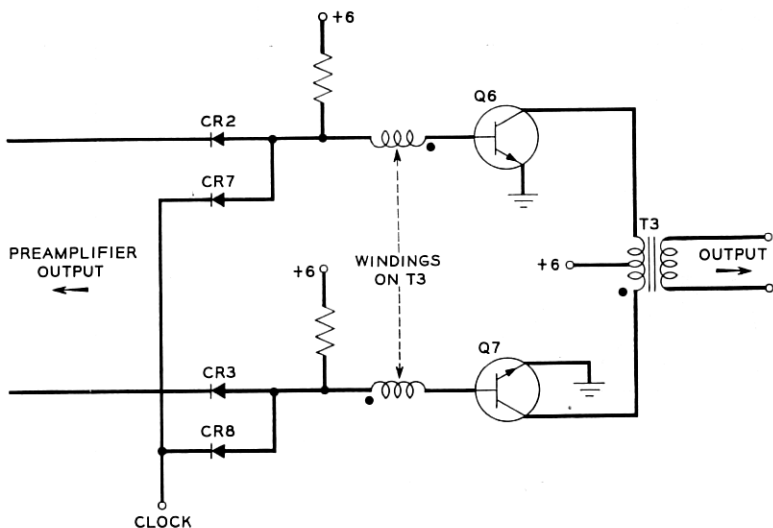 +6
Q6
CR2
CR7
T3
PREAMPLIFIER
OUTPUT
WINDINGS
ON T3
+6
+6
OUTPUT
Q7
CR3
CR8
CLOCK